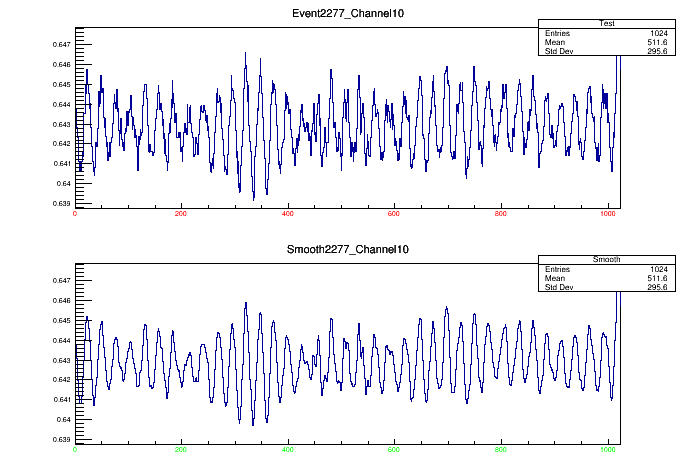 Event2277_Channel10
Test
Entries 1024
Mean 511.6
Std Dev 295.6
0.647
0.646
0.645
0.644
0.643
0.642
0.641
0.64
0.639
0 200 400 600 800 1000
Smooth2277_Channel10
Smooth
Entries 1024
Mean 511.6
Std Dev 295.6
0.647
0.646
0.645
0.644
0.643
0.642
0.641
0.64
0.639
0 200 400 600 800 1000